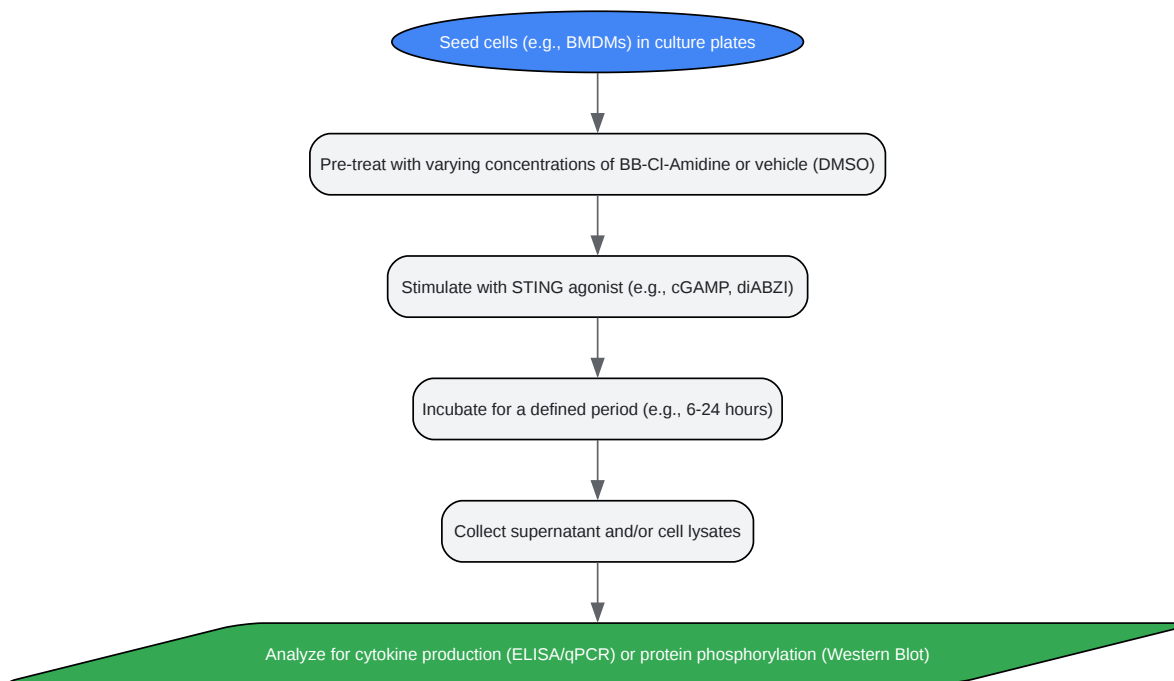 Seed cells (e.g., BMDMs) in culture plates
Pre-treat with varying concentrations of BB-Cl-Amidine or vehicle (DMSO)
Stimulate with STING agonist (e.g., cGAMP, diABZI)
Incubate for a defined period (e.g., 6-24 hours)
Collect supernatant and/or cell lysates
Analyze for cytokine production (ELISA/qPCR) or protein phosphorylation (Western Blot)